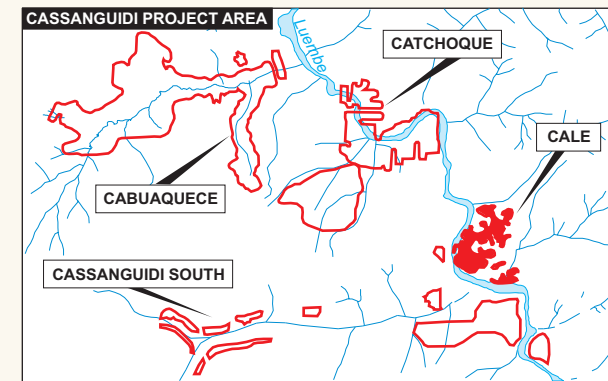 CASSANGUIDI PROJECT AREA
Luembe
CATCHOQUE
CALE
CABUAQUECE
CASSANGUIDI SOUTH